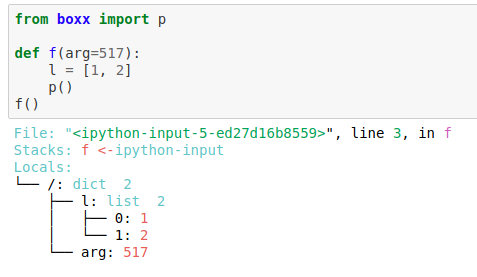 from boxx import p

def f(arg=517):
    l = [1, 2]
    p()
f()
File: "<ipython-input-5-ed27d16b8559>", line 3, in f
Stacks: f <-ipython-input
Locals:
└── /: dict  2
    ├── l: list  2
    │   ├── 0: 1
    │   └── 1: 2
    └── arg: 517